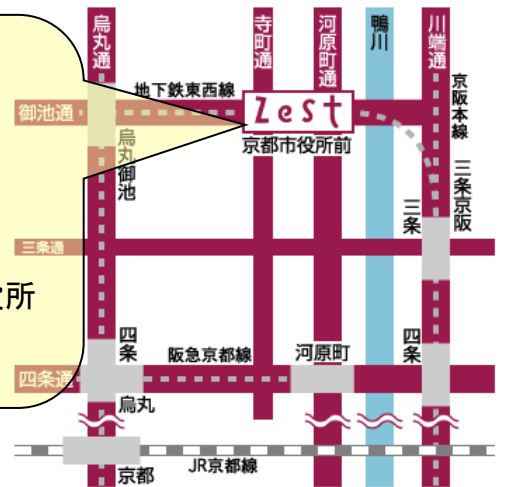 烏丸通
寺町通
河原町通
鴨川
川端通
地下鉄東西線
御池通
zest
京都市役所前
京阪本線
烏丸御池
三条京阪
三条
三条通
役所
四条
阪急京都線
河原町
四条
四条通
烏丸
京都
JR京都線